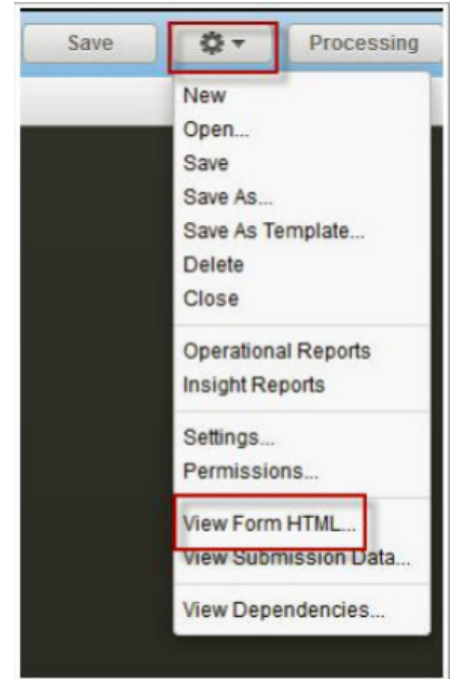 Save Processing
New
Open...
Save
Save As...
Save As Template...
Delete
Close
Operational Reports
Insight Reports
Settings...
Permissions...
View Form HTML...
View Submission Data...
View Dependencies...